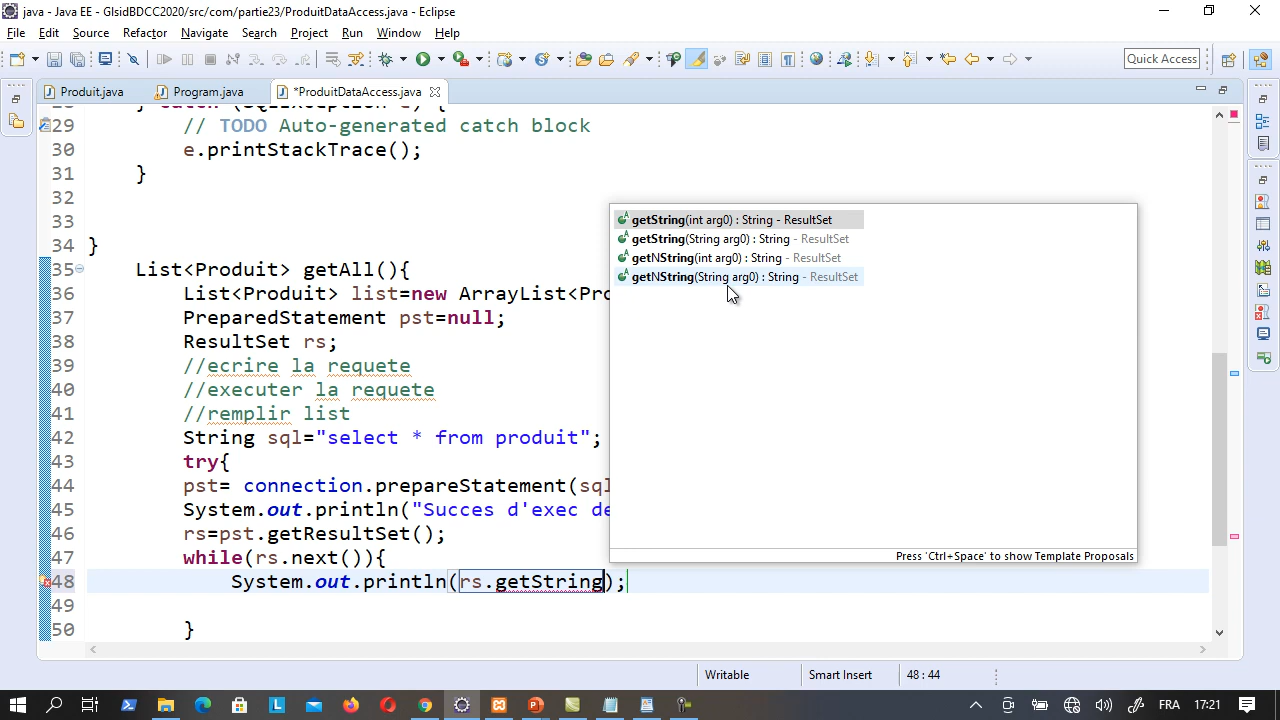 java - Java EE - GlsidBDCC2020/src/com/partie23/ProduitDataAccess.java - Eclipse
File Edit Source Refactor Navigate Search Project Run Window Help
Quick Access
Produit.java Program.java *ProduitDataAccess.java
29 // TODO Auto-generated catch block
30 e.printStackTrace();
31 }
32
33
34 }
35 List<Produit> getAll(){
36 List<Produit> list=new ArrayList<Pro
37 PreparedStatement pst=null;
38 ResultSet rs;
39 //ecrire la requete
40 //executer la requete
41 //remplir list
42 String sql="select * from produit";
43 try{
44 pst= connection.prepareStatement(sql
45 System.out.println("Succes d'exec de
46 rs=pst.getResultSet();
47 while(rs.next()){
48 System.out.println(rs.getString);
49
50 }
getString(int arg0) : String - ResultSet
getString(String arg0) : String - ResultSet
getNString(int arg0) : String - ResultSet
getNString(String arg0) : String - ResultSet
Press 'Ctrl+Space' to show Template Proposals
Writable Smart Insert 48 : 44
FRA 17:21